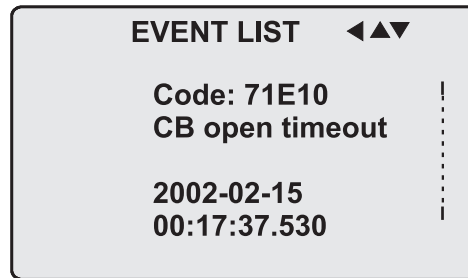 EVENT LIST ◀▲▼
Code: 71E10
CB open timeout
2002-02-15
00:17:37.530